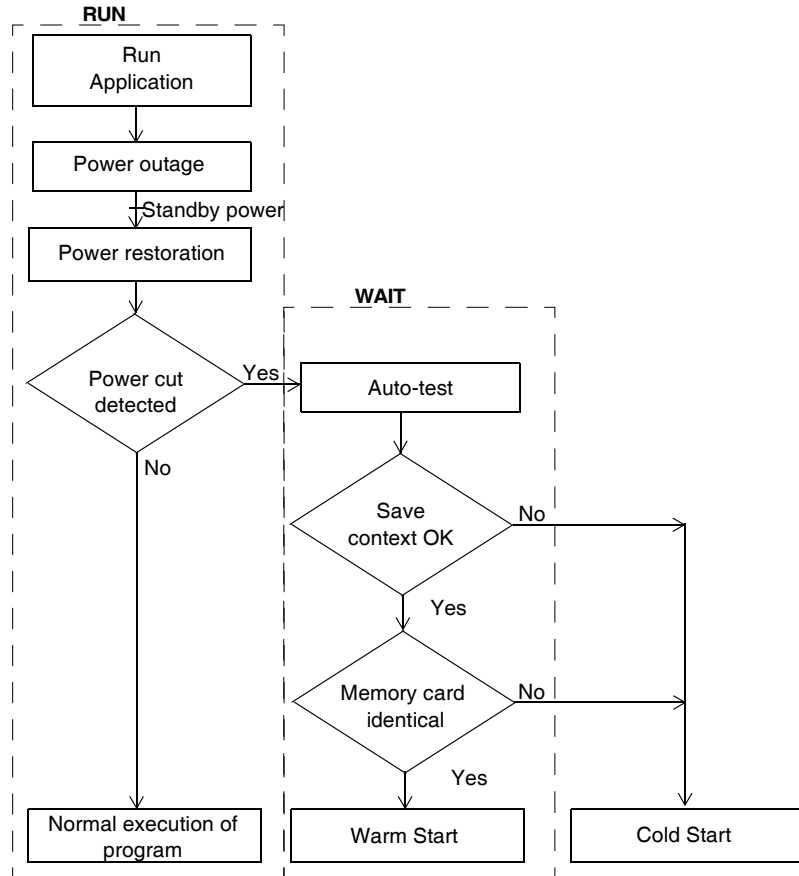 RUN
Run
Application
Power outage
Standby power
Power restoration
WAIT
Power cut
detected
Yes
Auto-test
No
Save
context OK
No
Yes
Memory card
identical
No
Yes
Normal execution of
program
Warm Start
Cold Start